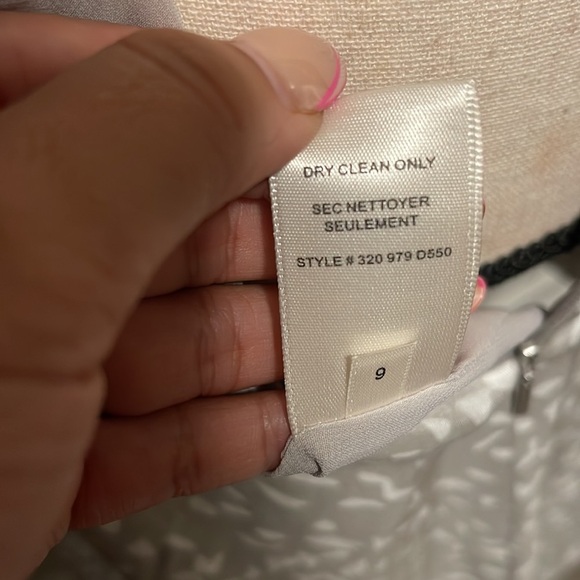 DRY CLEAN ONLY
SEC NETTOYER
SEULEMENT
STYLE # 320 979 D550
9